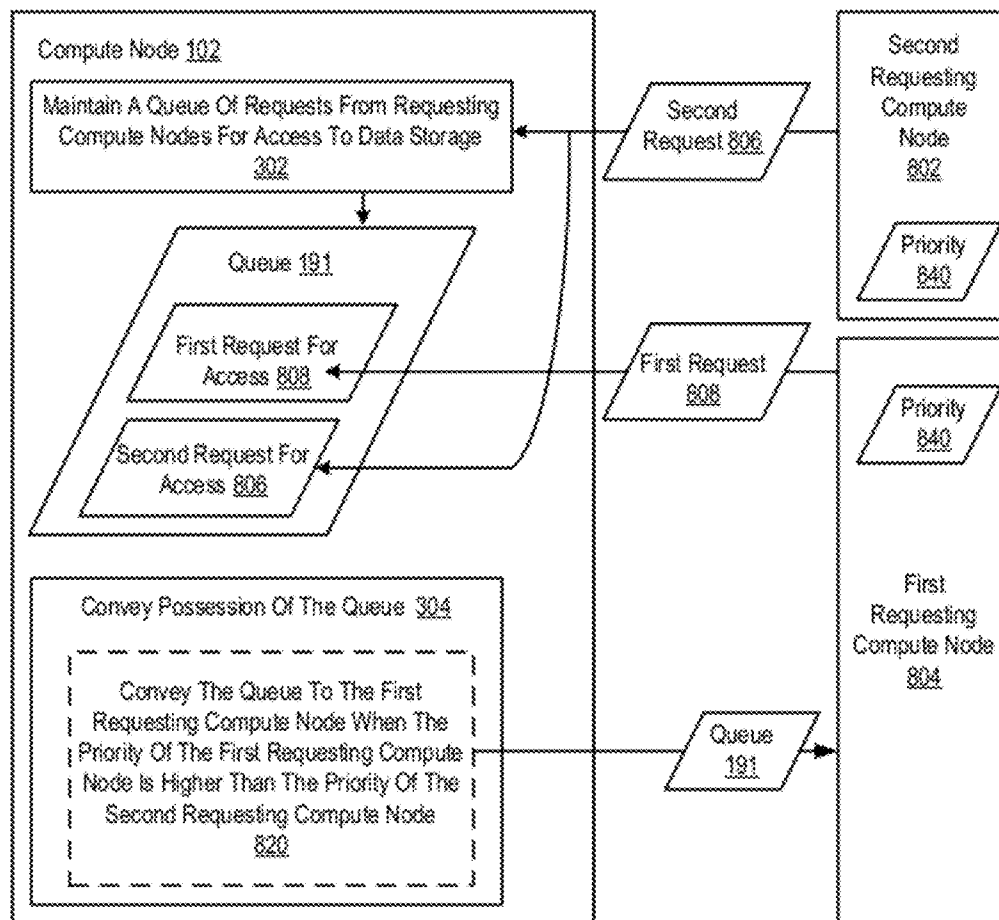 Compute Node 102
Maintain A Queue Of Requests From Requesting
Compute Nodes For Access To Data Storage
302
Queue 191
First Request For
Access 808
Second Request For
Access 806
Convey Possession Of The Queue 304
Convey The Queue To The First
Requesting Compute Node When The
Priority Of The First Requesting Compute
Node Is Higher Than The Priority Of The
Second Requesting Compute Node
820
Second
Request 806
First Request
808
Queue
191
Second
Requesting
Compute
Node
802
Priority
840
Priority
840
First
Requesting
Compute Node
804